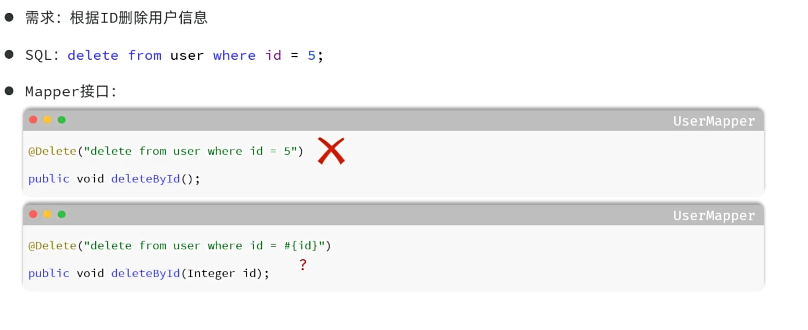 需求：根据ID删除用户信息
SQL：delete from user where id = 5;
Mapper接口：
UserMapper
@Delete("delete from user where id = 5")
public void deleteById();
UserMapper
@Delete("delete from user where id = #{id}")
public void deleteById(Integer id);
?